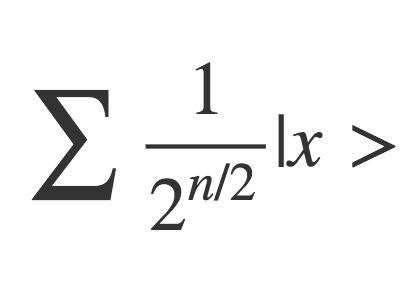 ∑ 1/2^{n/2} |x >